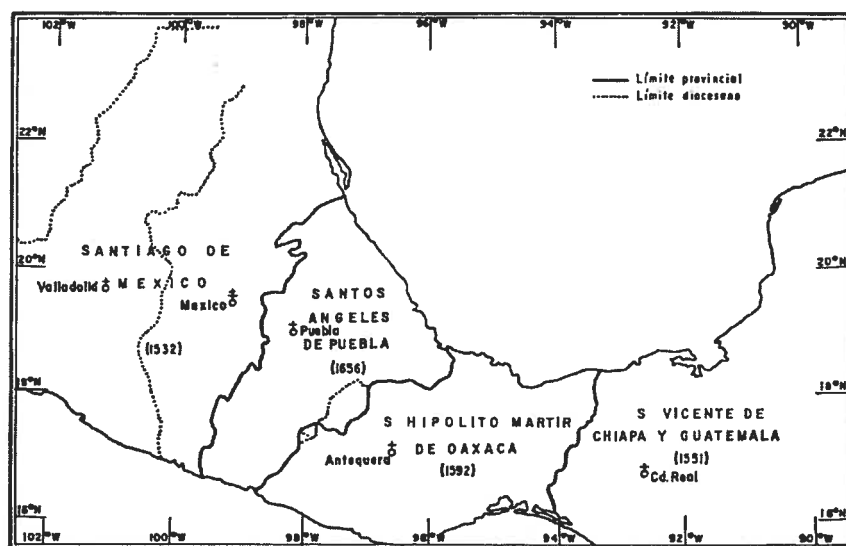 102°W 100°W 98°W 96°W 94°W 92°W 90°W
Límite provincial
Límite diocesano
22°N 22°N
SANTIAGO DE
MEXICO
20°N 20°N
Valladolid
Mexico
(1532)
SANTOS
ANGELES
DE PUEBLA
Puebla
(1656)
18°N 18°N
S HIPOLITO MARTIR
DE OAXACA
Antequera
(1592)
S VICENTE DE
CHIAPA Y GUATEMALA
(1551)
Cd. Real
16°N 16°N
102°W 100°W 98°W 96°W 94°W 92°W 90°W